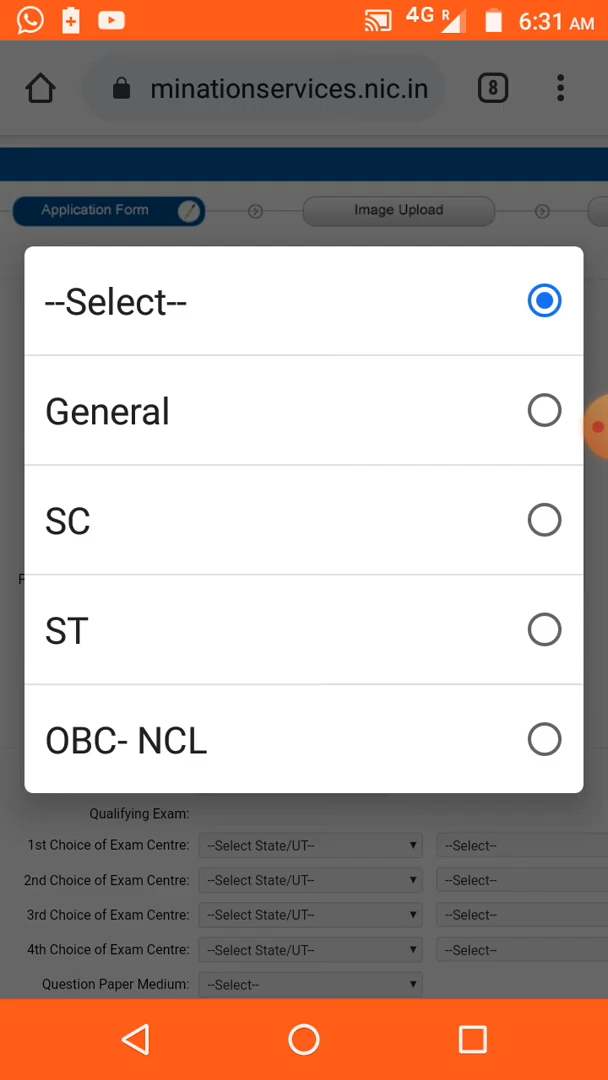 4G R 6:31 AM
minationservices.nic.in 8
Application Form Image Upload
--Select--
General
SC
ST
OBC- NCL
Qualifying Exam:
1st Choice of Exam Centre: --Select State/UT-- --Select--
2nd Choice of Exam Centre: --Select State/UT-- --Select--
3rd Choice of Exam Centre: --Select State/UT-- --Select--
4th Choice of Exam Centre: --Select State/UT-- --Select--
Question Paper Medium: --Select--